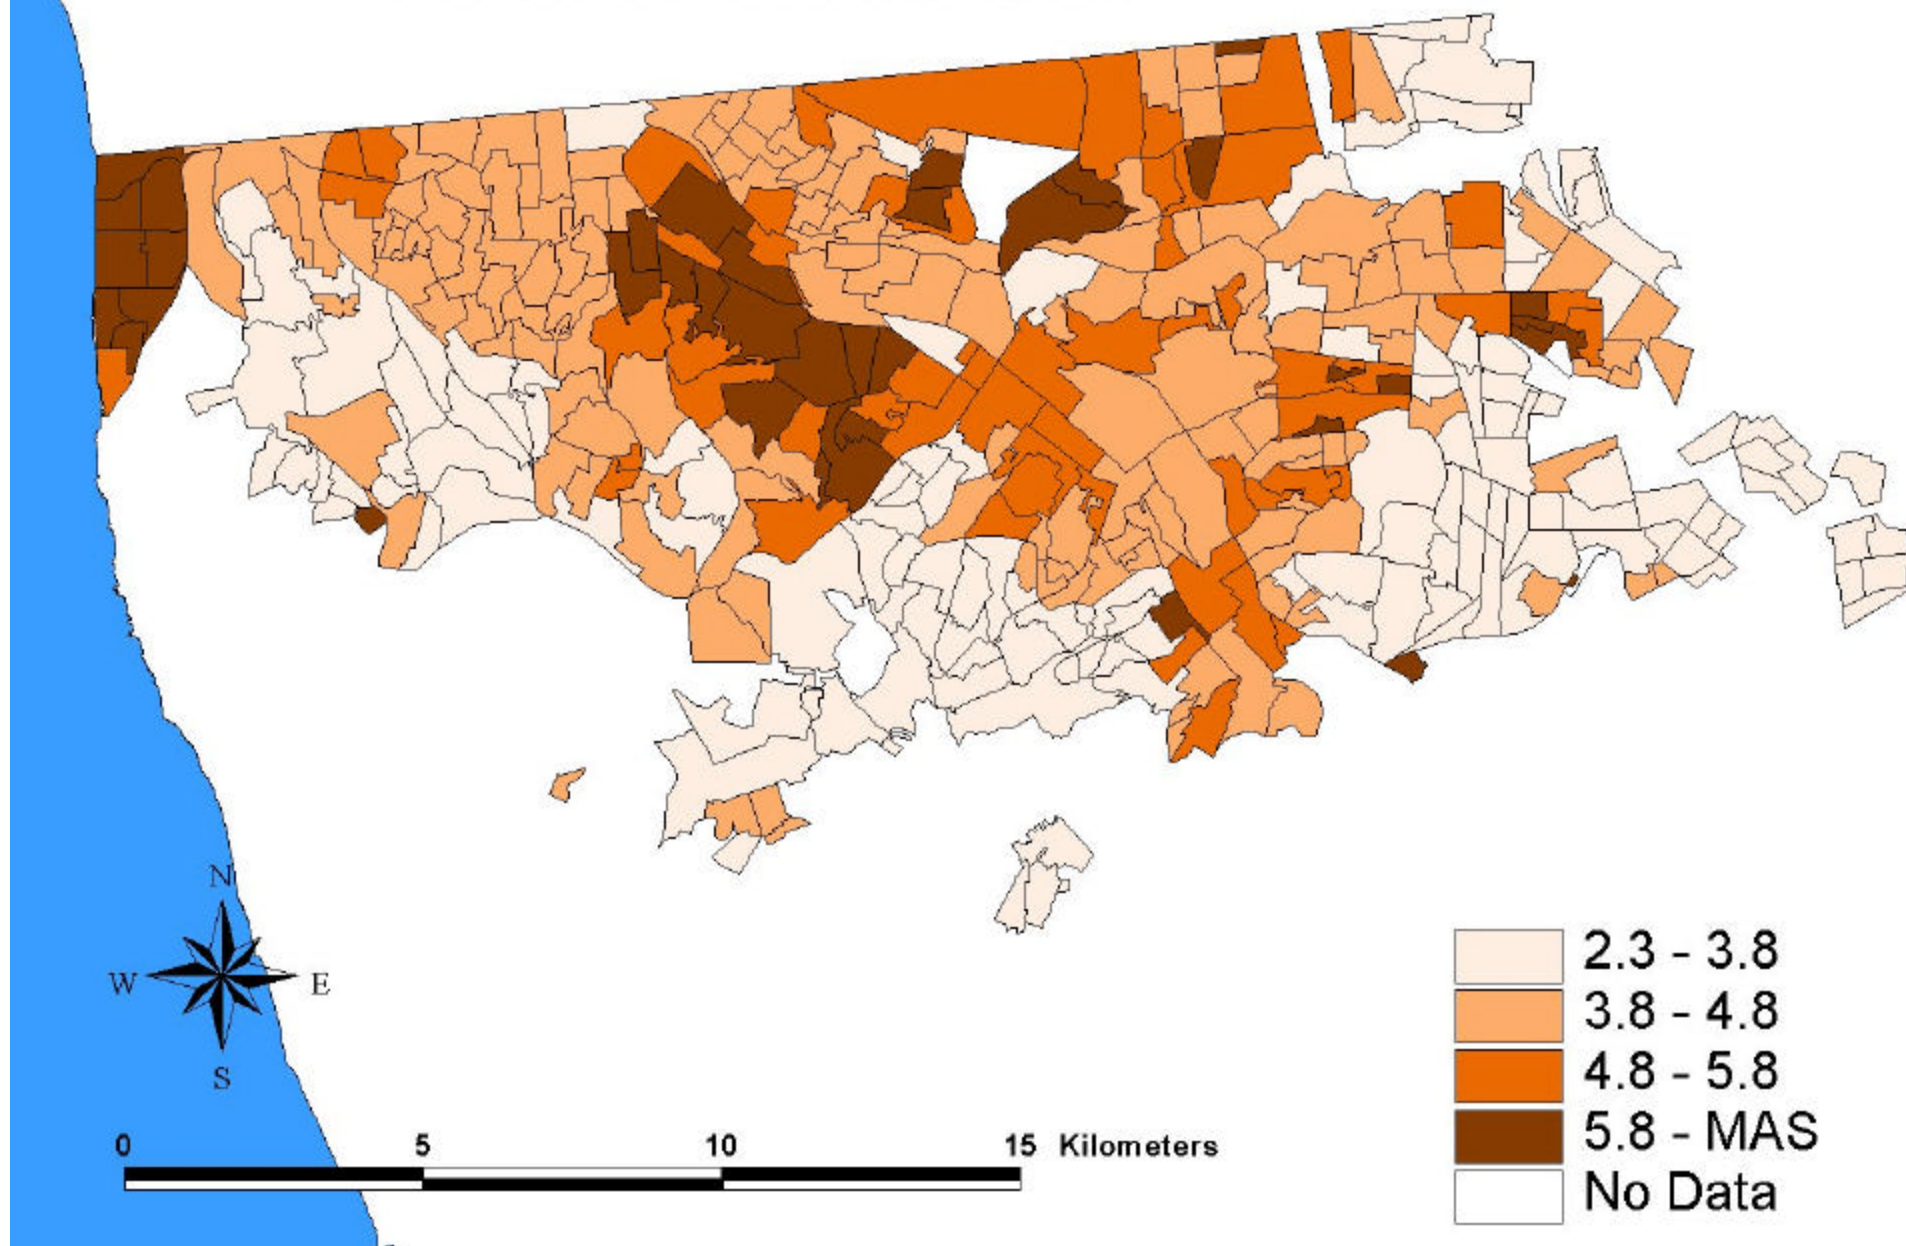 N
W E
S
0 5 10 15 Kilometers
2.3 - 3.8
3.8 - 4.8
4.8 - 5.8
5.8 - MAS
No Data